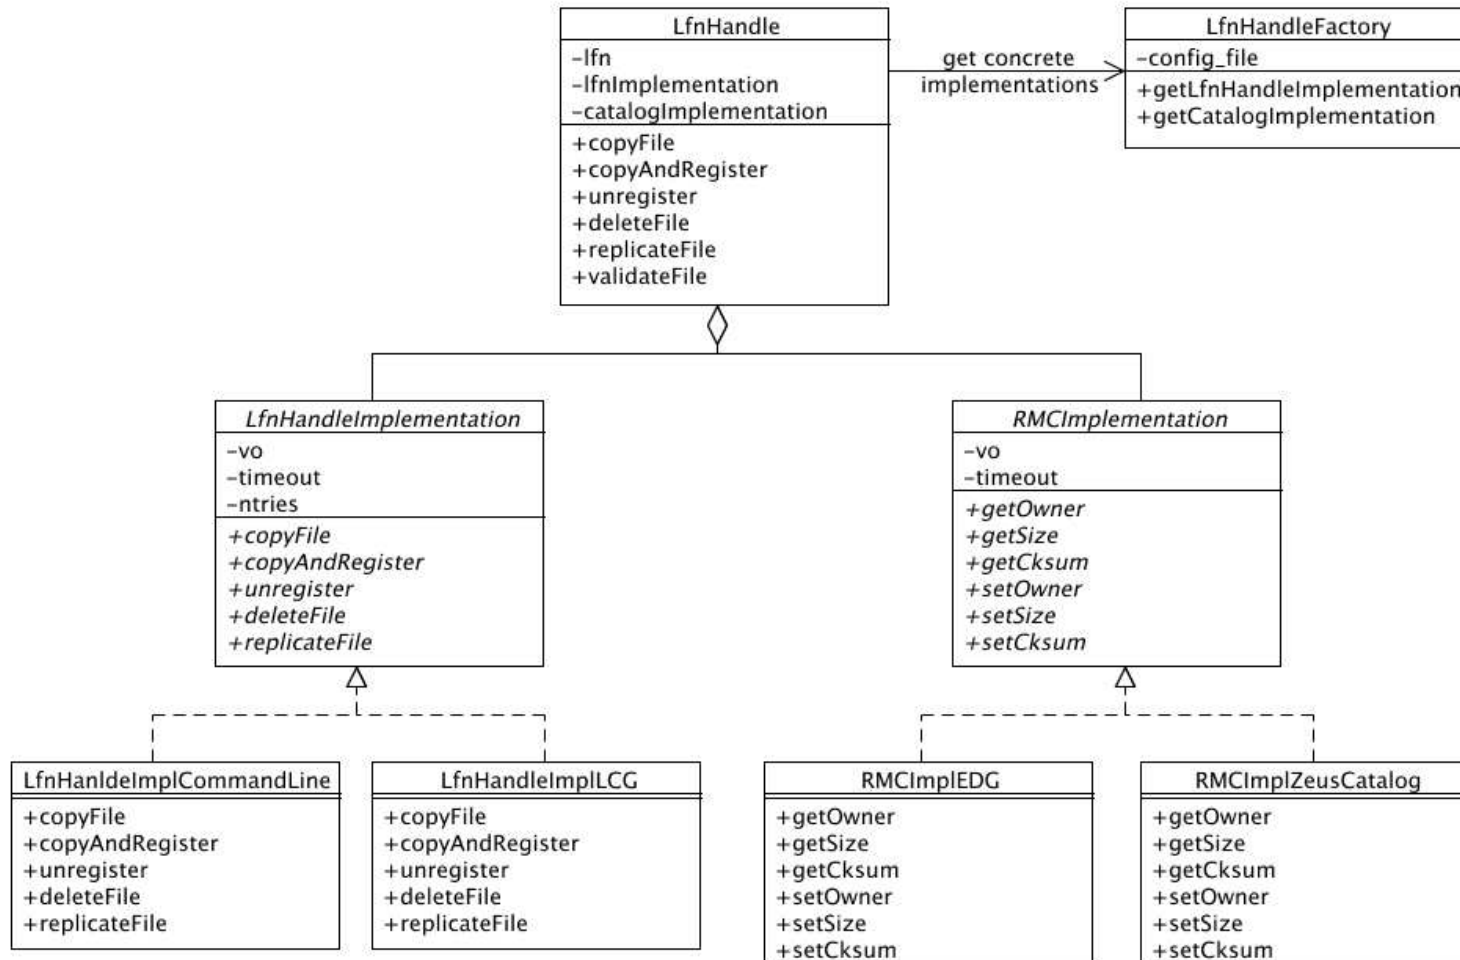 LfnHandle
-lfn
-lfnImplementation
-catalogImplementation
+copyFile
+copyAndRegister
+unregister
+deleteFile
+replicateFile
+validateFile
get concrete
implementations
LfnHandleFactory
-config_file
+getLfnHandleImplementation
+getCatalogImplementation
LfnHandleImplementation
-vo
-timeout
-ntries
+copyFile
+copyAndRegister
+unregister
+deleteFile
+replicateFile
RMCImplementation
-vo
-timeout
+getOwner
+getSize
+getCksum
+setOwner
+setSize
+setCksum
LfnHanldeImplCommandLine
+copyFile
+copyAndRegister
+unregister
+deleteFile
+replicateFile
LfnHandleImplLCG
+copyFile
+copyAndRegister
+unregister
+deleteFile
+replicateFile
RMCImplEDG
+getOwner
+getSize
+getCksum
+setOwner
+setSize
+setCksum
RMCImplZeusCatalog
+getOwner
+getSize
+getCksum
+setOwner
+setSize
+setCksum